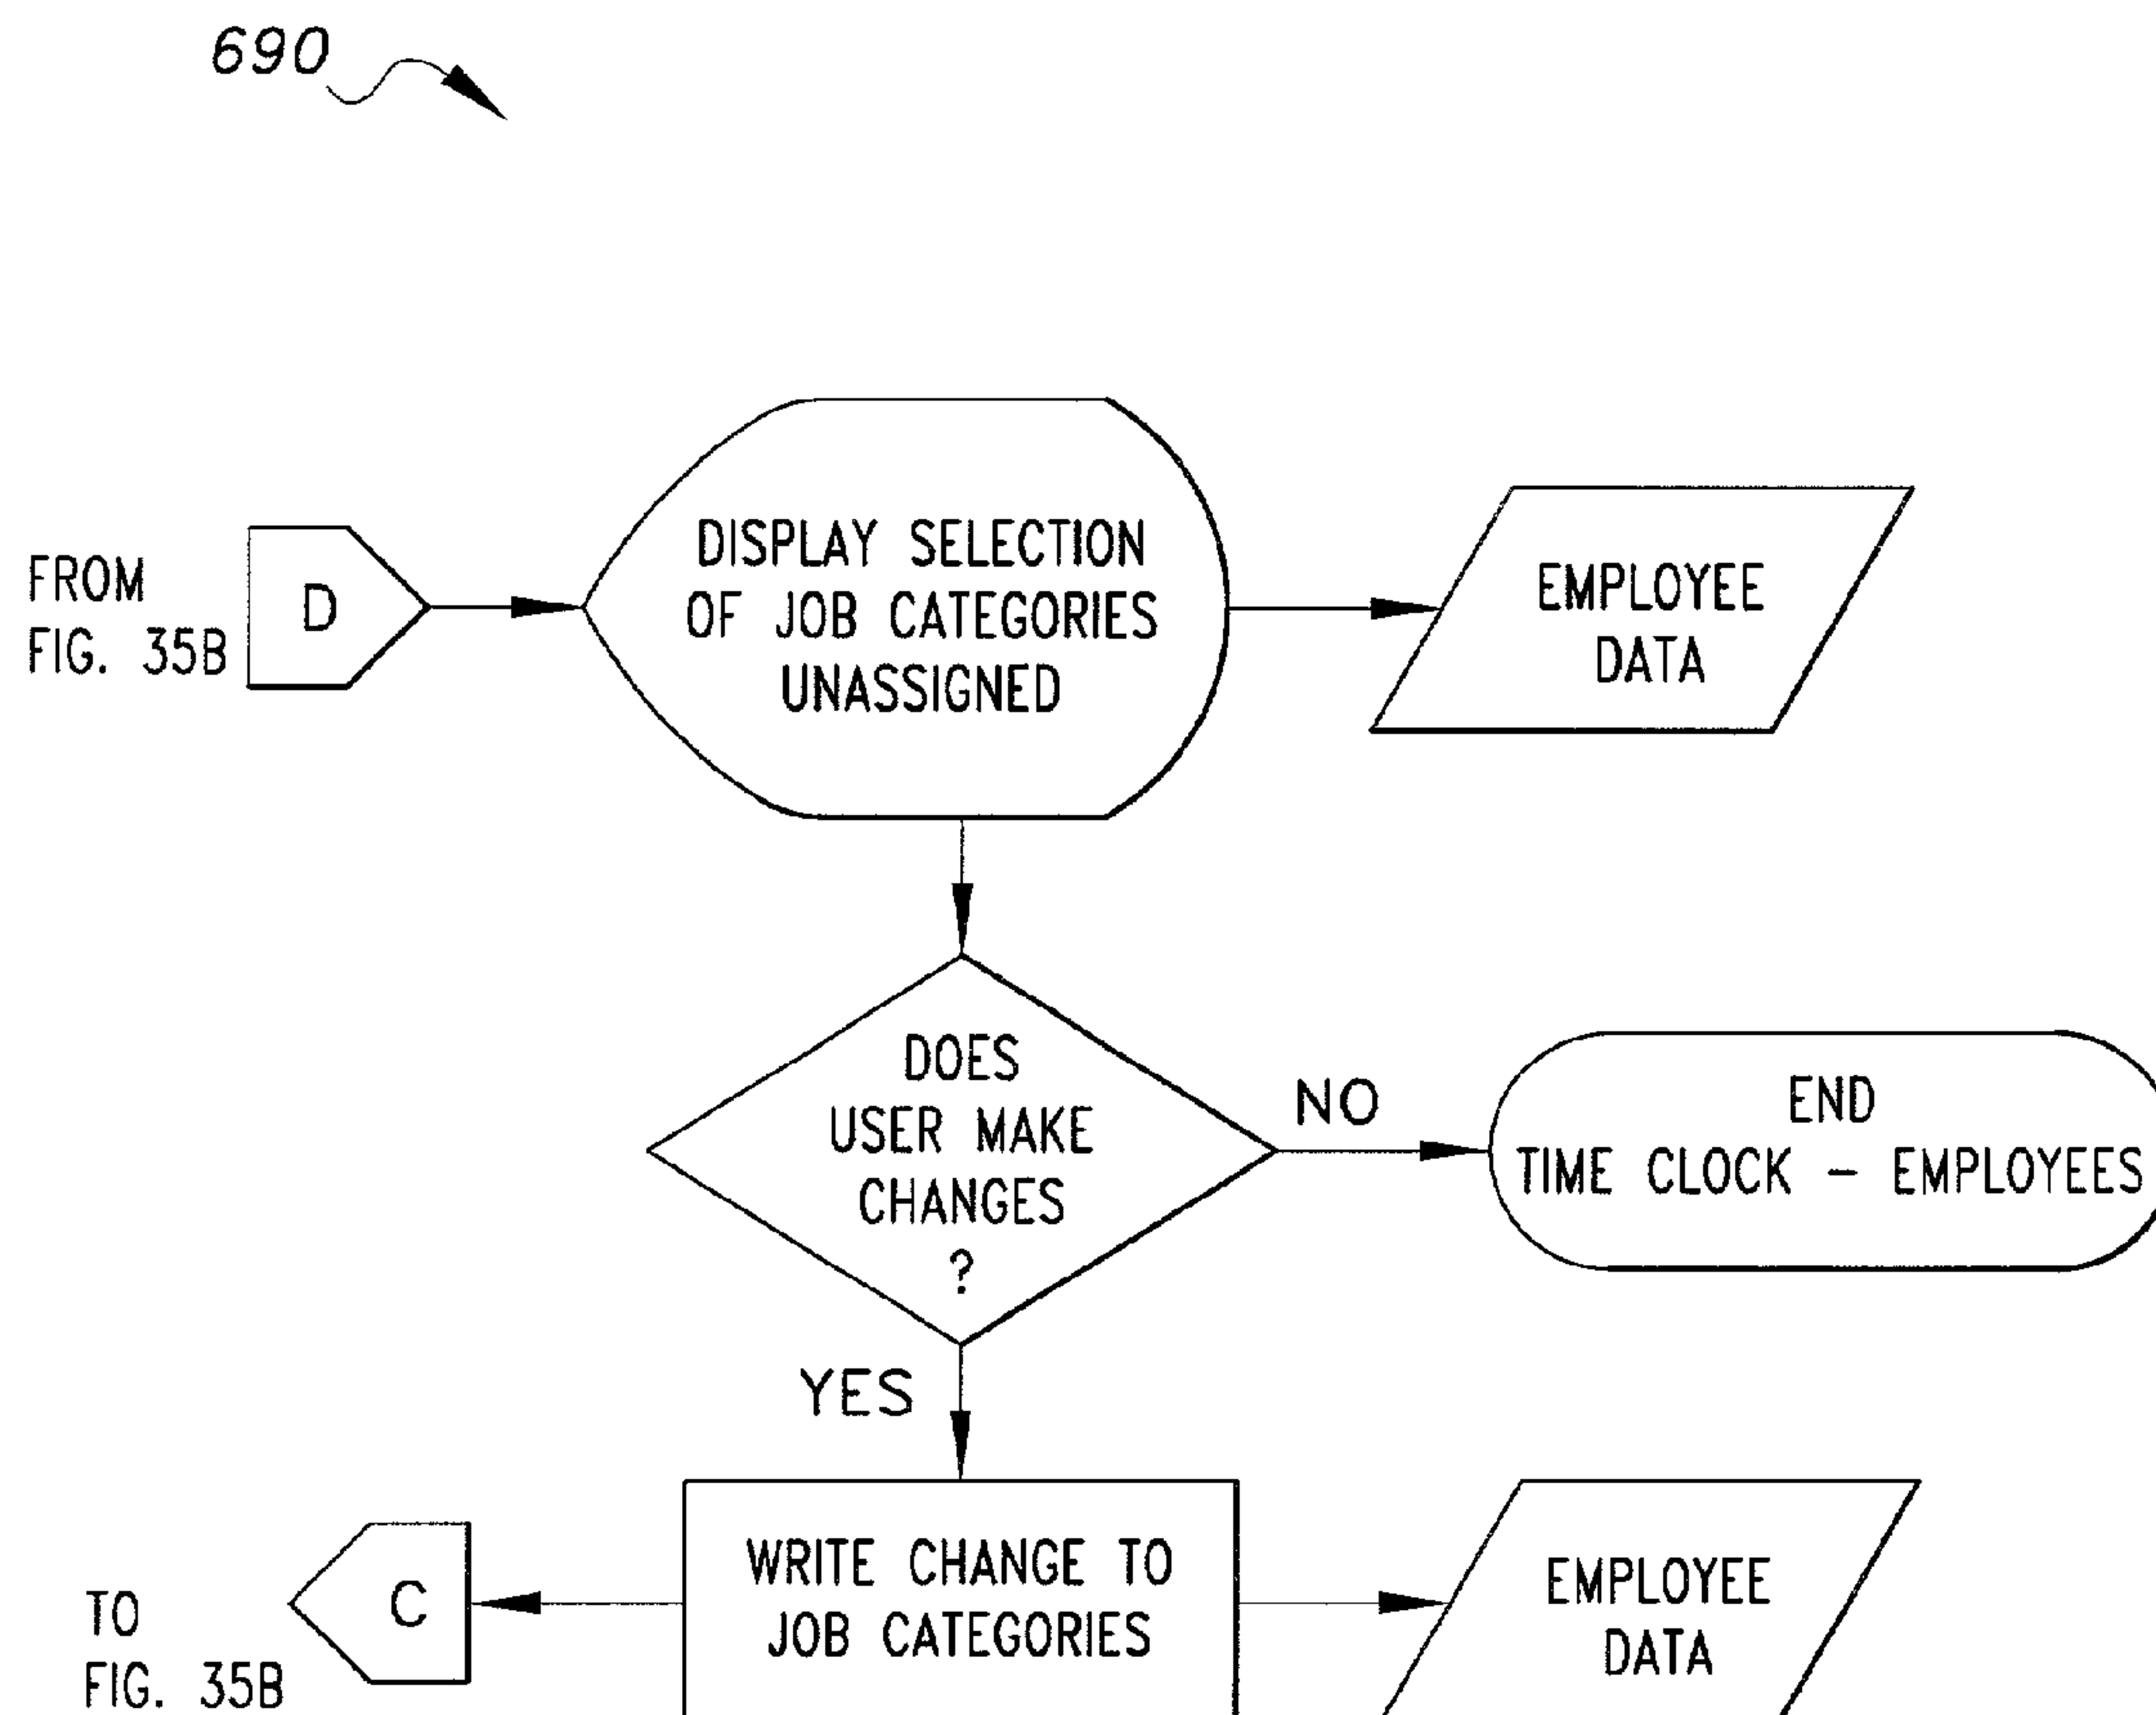 690
FROM
FIG. 35B
D
DISPLAY SELECTION
OF JOB CATEGORIES
UNASSIGNED
EMPLOYEE
DATA
DOES
USER MAKE
CHANGES
?
NO
END
TIME CLOCK – EMPLOYEES
YES
TO
FIG. 35B
C
WRITE CHANGE TO
JOB CATEGORIES
EMPLOYEE
DATA